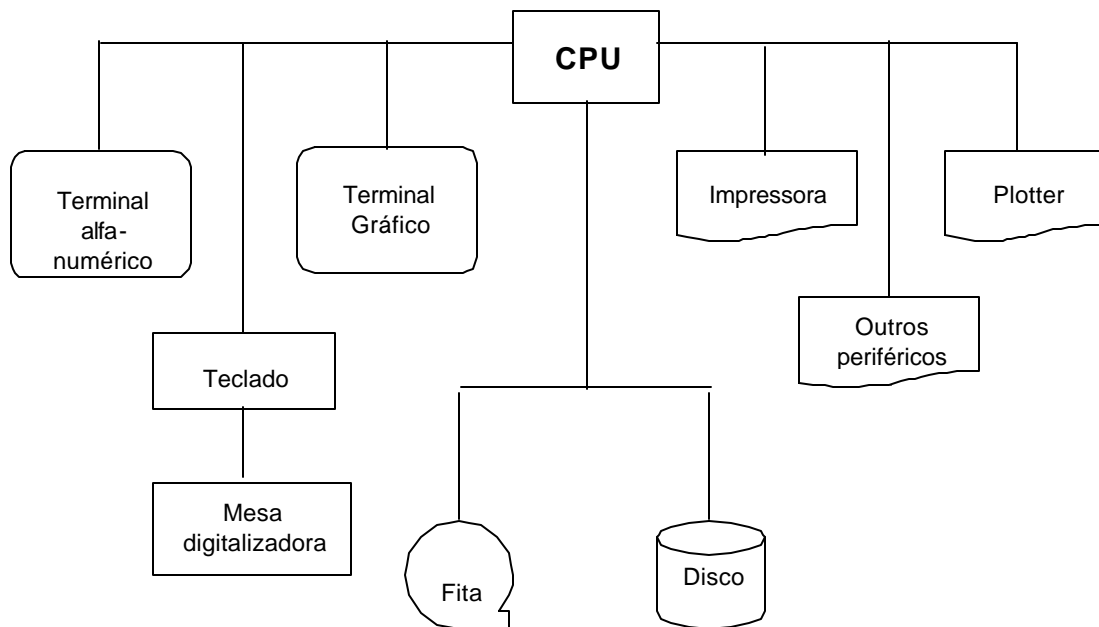 CPU
Terminal
alfa-
numérico
Terminal
Gráfico
Impressora
Plotter
Teclado
Outros
periféricos
Mesa
digitalizadora
Fita
Disco